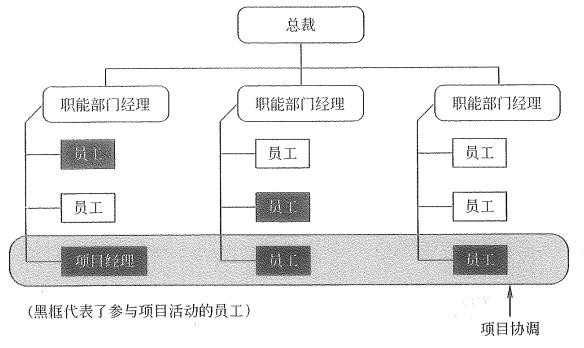 总裁
职能部门经理 职能部门经理 职能部门经理
员工 员工 员工
员工 员工 员工
项目经理 员工 员工
(黑框代表了参与项目活动的员工)
项目协调